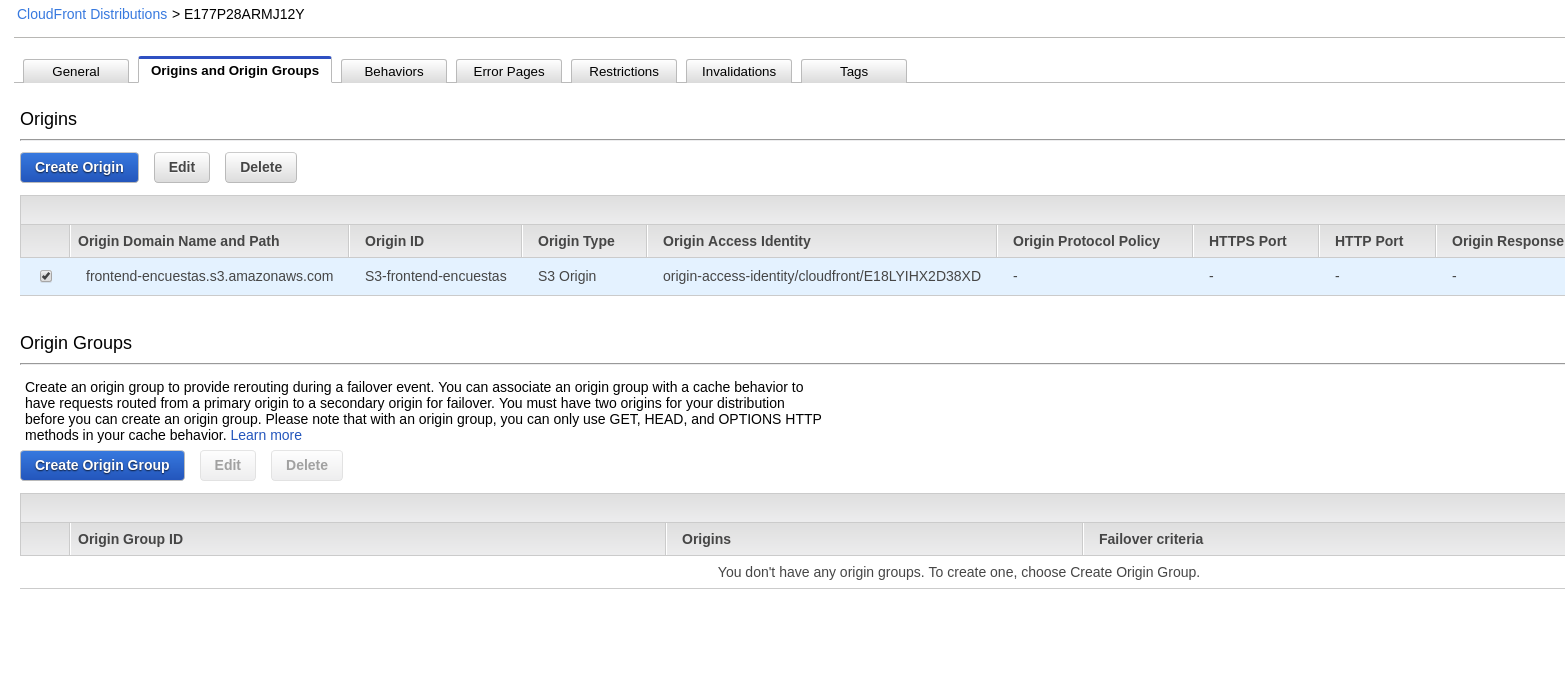 CloudFront Distributions > E177P28ARMJ12Y
General Origins and Origin Groups Behaviors Error Pages Restrictions Invalidations Tags
Origins
Create Origin Edit Delete
Origin Domain Name and Path Origin ID Origin Type Origin Access Identity Origin Protocol Policy HTTPS Port HTTP Port Origin Response
frontend-encuestas.s3.amazonaws.com S3-frontend-encuestas S3 Origin origin-access-identity/cloudfront/E18LYIHX2D38XD - - - -
Origin Groups
Create an origin group to provide rerouting during a failover event. You can associate an origin group with a cache behavior to
have requests routed from a primary origin to a secondary origin for failover. You must have two origins for your distribution
before you can create an origin group. Please note that with an origin group, you can only use GET, HEAD, and OPTIONS HTTP
methods in your cache behavior. Learn more
Create Origin Group Edit Delete
Origin Group ID Origins Failover criteria
You don't have any origin groups. To create one, choose Create Origin Group.